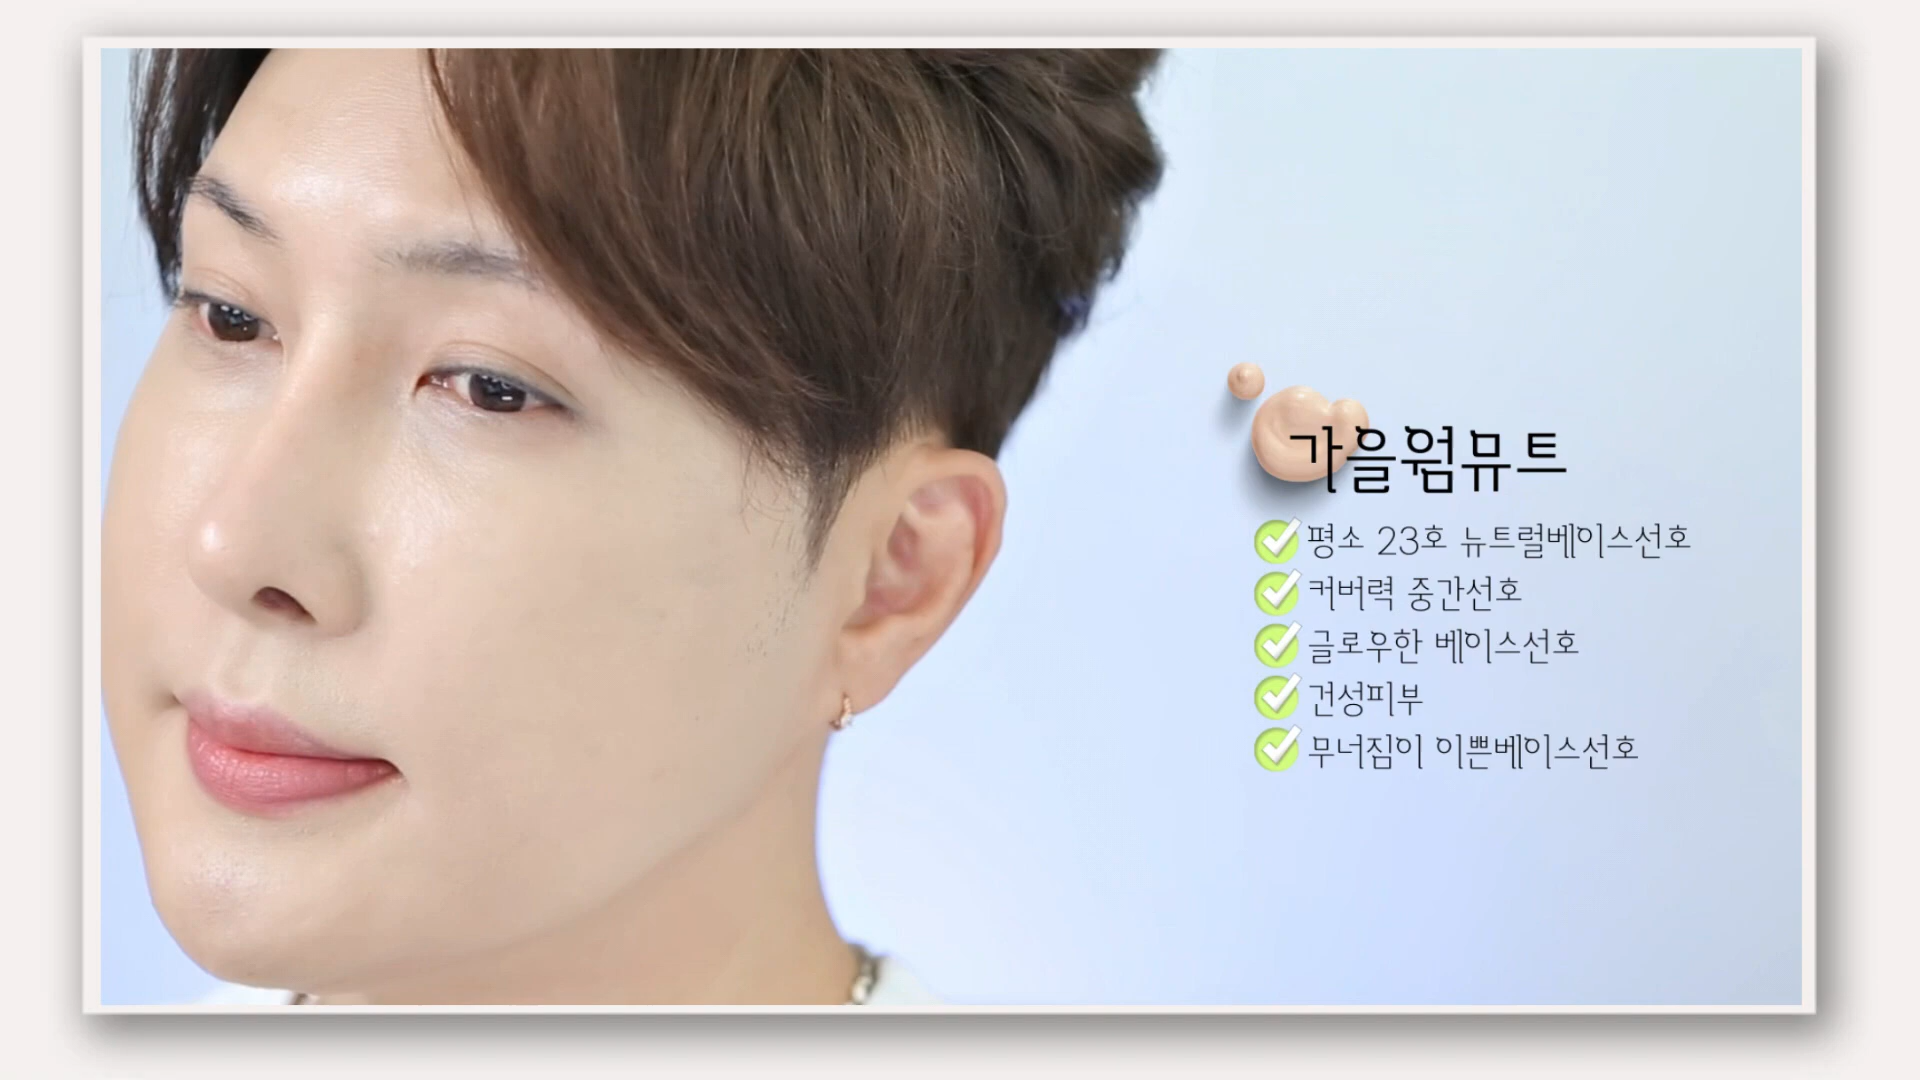 가을웜뮤트
평소 23호 뉴트럴베이스선호
커버력 중간선호
글로우한 베이스선호
건성피부
무너짐이 이쁜베이스선호